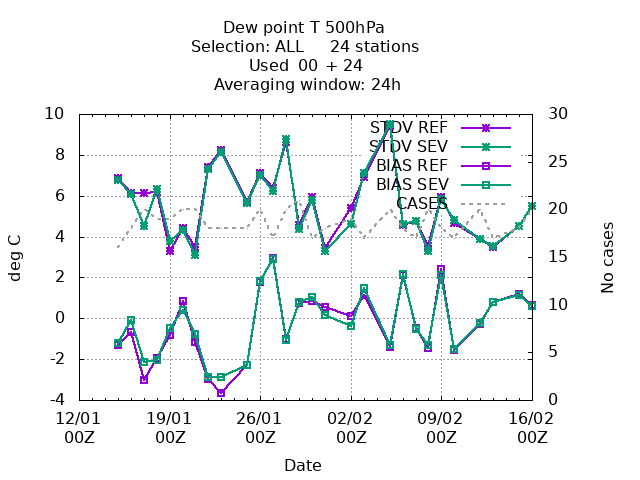 Dew point T 500hPa
Selection: ALL     24 stations
Used  00  + 24
Averaging window: 24h
STDV REF
STDV SEV
BIAS REF
BIAS SEV
CASES
deg C
10
8
6
4
2
0
-2
-4
No cases
30
25
20
15
10
5
0
12/01 19/01 26/01 02/02 09/02 16/02
00Z 00Z 00Z 00Z 00Z 00Z
Date